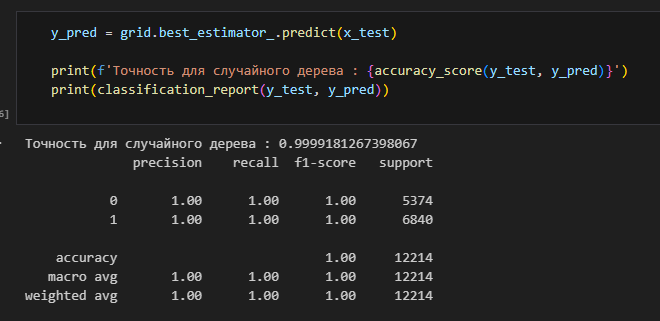 y_pred = grid.best_estimator_.predict(x_test)
print(f'Точность для случайного дерева : {accuracy_score(y_test, y_pred)}')
print(classification_report(y_test, y_pred))
6]
Точность для случайного дерева : 0.9999181267398067
precision recall f1-score support
0 1.00 1.00 1.00 5374
1 1.00 1.00 1.00 6840
accuracy 1.00 12214
macro avg 1.00 1.00 1.00 12214
weighted avg 1.00 1.00 1.00 12214